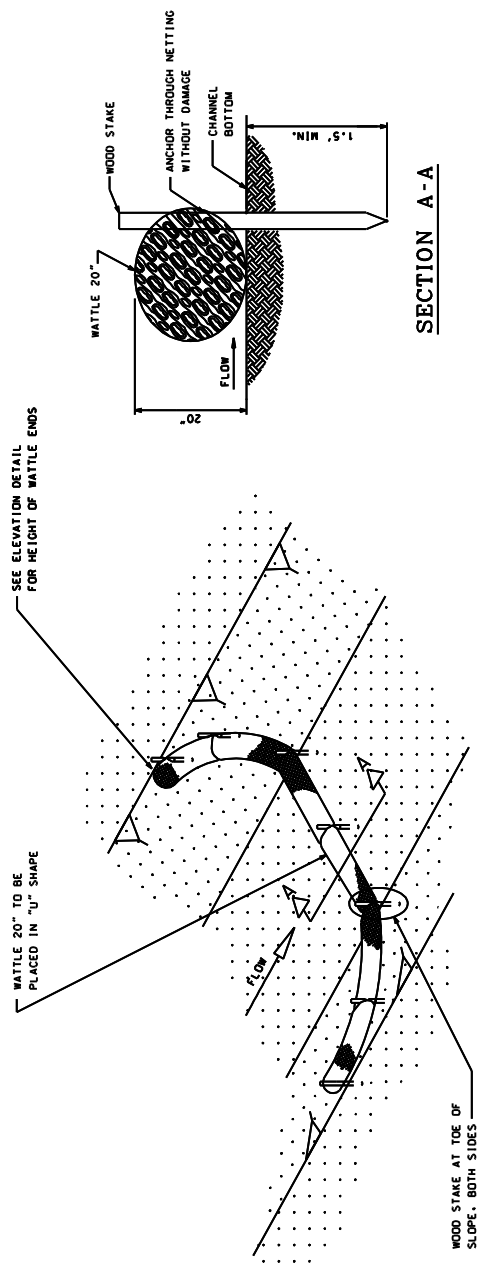 WATTLE 20" TO BE
PLACED IN "U" SHAPE
SEE ELEVATION DETAIL
FOR HEIGHT OF WATTLE ENDS
FLOW
A
A
WOOD STAKE AT TOE OF
SLOPE, BOTH SIDES
WATTLE 20"
WOOD STAKE
ANCHOR THROUGH NETTING
WITHOUT DAMAGE
CHANNEL
BOTTOM
20"
FLOW
1.5' MIN.
SECTION A-A